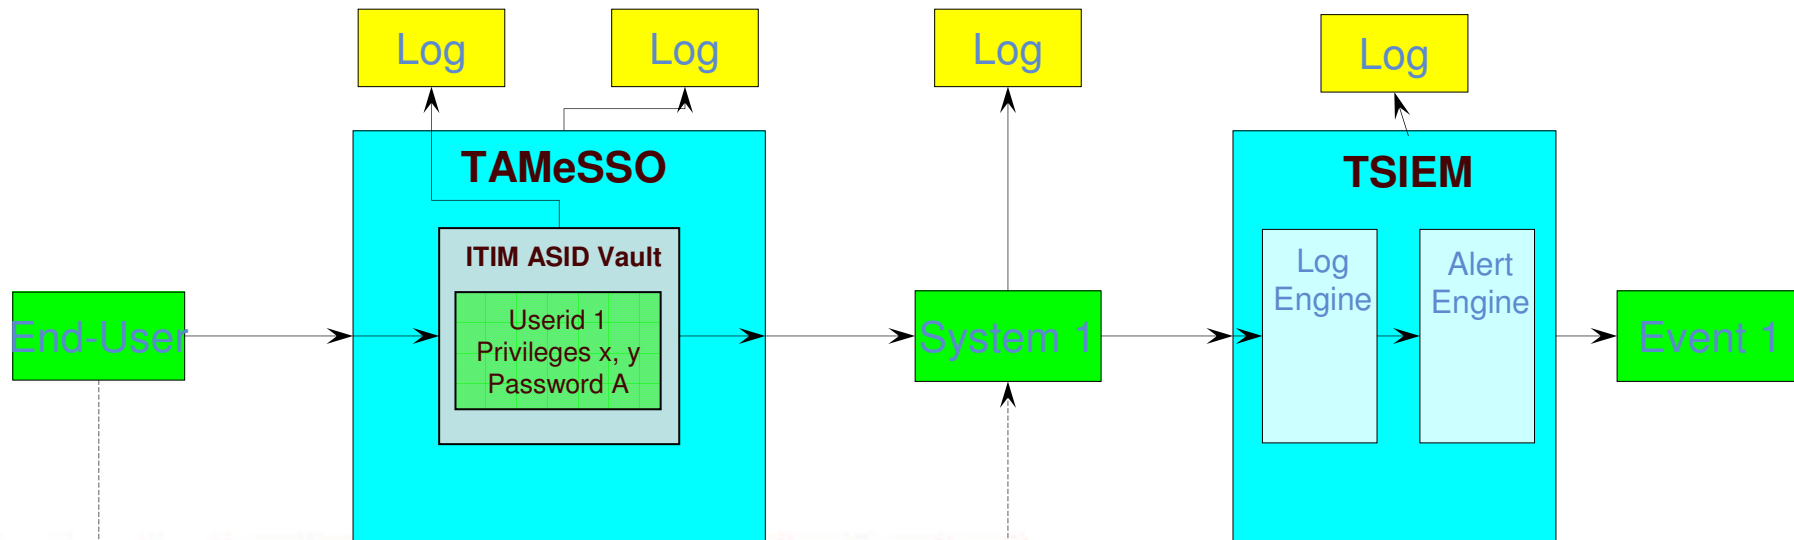 Log
Log
Log
Log
TAMeSSO
TSIEM
ITIM ASID Vault
Userid 1
Privileges x, y
Password A
End-User
System 1
Log
Engine
Alert
Engine
Event 1